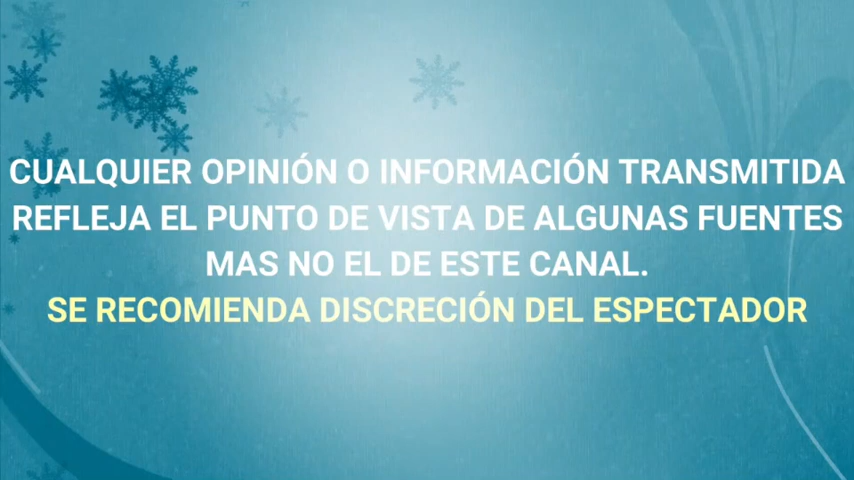 CUALQUIER OPINIÓN O INFORMACIÓN TRANSMITIDA
REFLEJA EL PUNTO DE VISTA DE ALGUNAS FUENTES
MAS NO EL DE ESTE CANAL.
SE RECOMIENDA DISCRECIÓN DEL ESPECTADOR